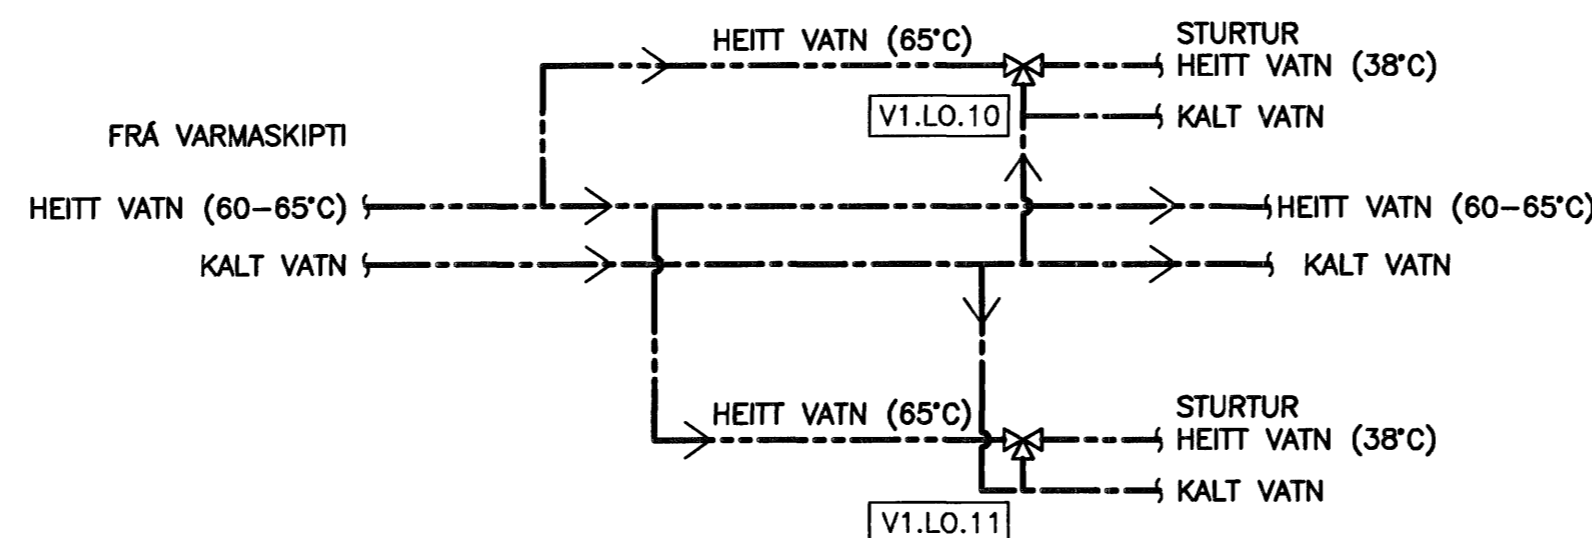 HEITT VATN (65°C)
STURTUR
HEITT VATN (38°C)
V1.LO.10
KALT VATN
FRÁ VARMASKIPTI
HEITT VATN (60-65°C)
HEITT VATN (60-65°C)
KALT VATN
KALT VATN
HEITT VATN (65°C)
STURTUR
HEITT VATN (38°C)
KALT VATN
V1.LO.11